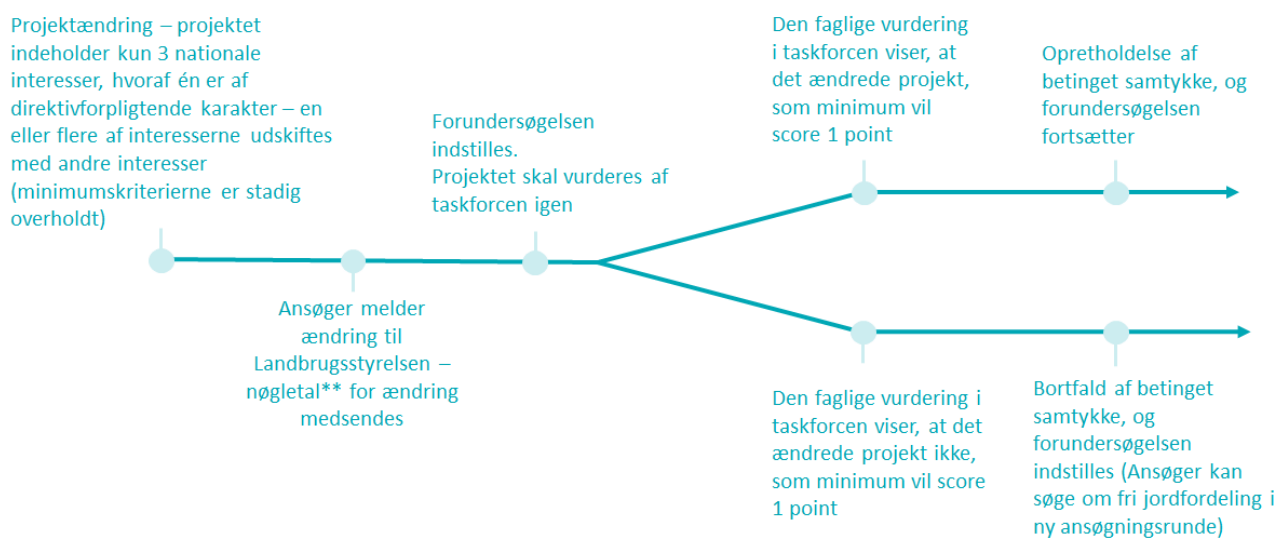 Projektændring – projektet
indeholder kun 3 nationale
interesser, hvoraf én er af
direktivforpligtende karakter – en
eller flere af interesserne udskiftes
med andre interesser
(minimumskriterierne er stadig
overholdt)
Ansøger melder
ændring til
Landbrugsstyrelsen –
nøgletal** for ændring
medsendes
Forundersøgelsen
indstilles.
Projektet skal vurderes af
taskforcen igen
Den faglige vurdering
i taskforcen viser, at
det ændrede projekt,
som minimum vil
score 1 point
Opretholdelse af
betinget samtykke, og
forundersøgelsen
fortsætter
Den faglige vurdering i
taskforcen viser, at det
ændrede projekt ikke,
som minimum vil score
1 point
Bortfald af betinget
samtykke, og
forundersøgelsen
indstilles (Ansøger kan
søge om fri jordfordeling i
ny ansøgningsrunde)